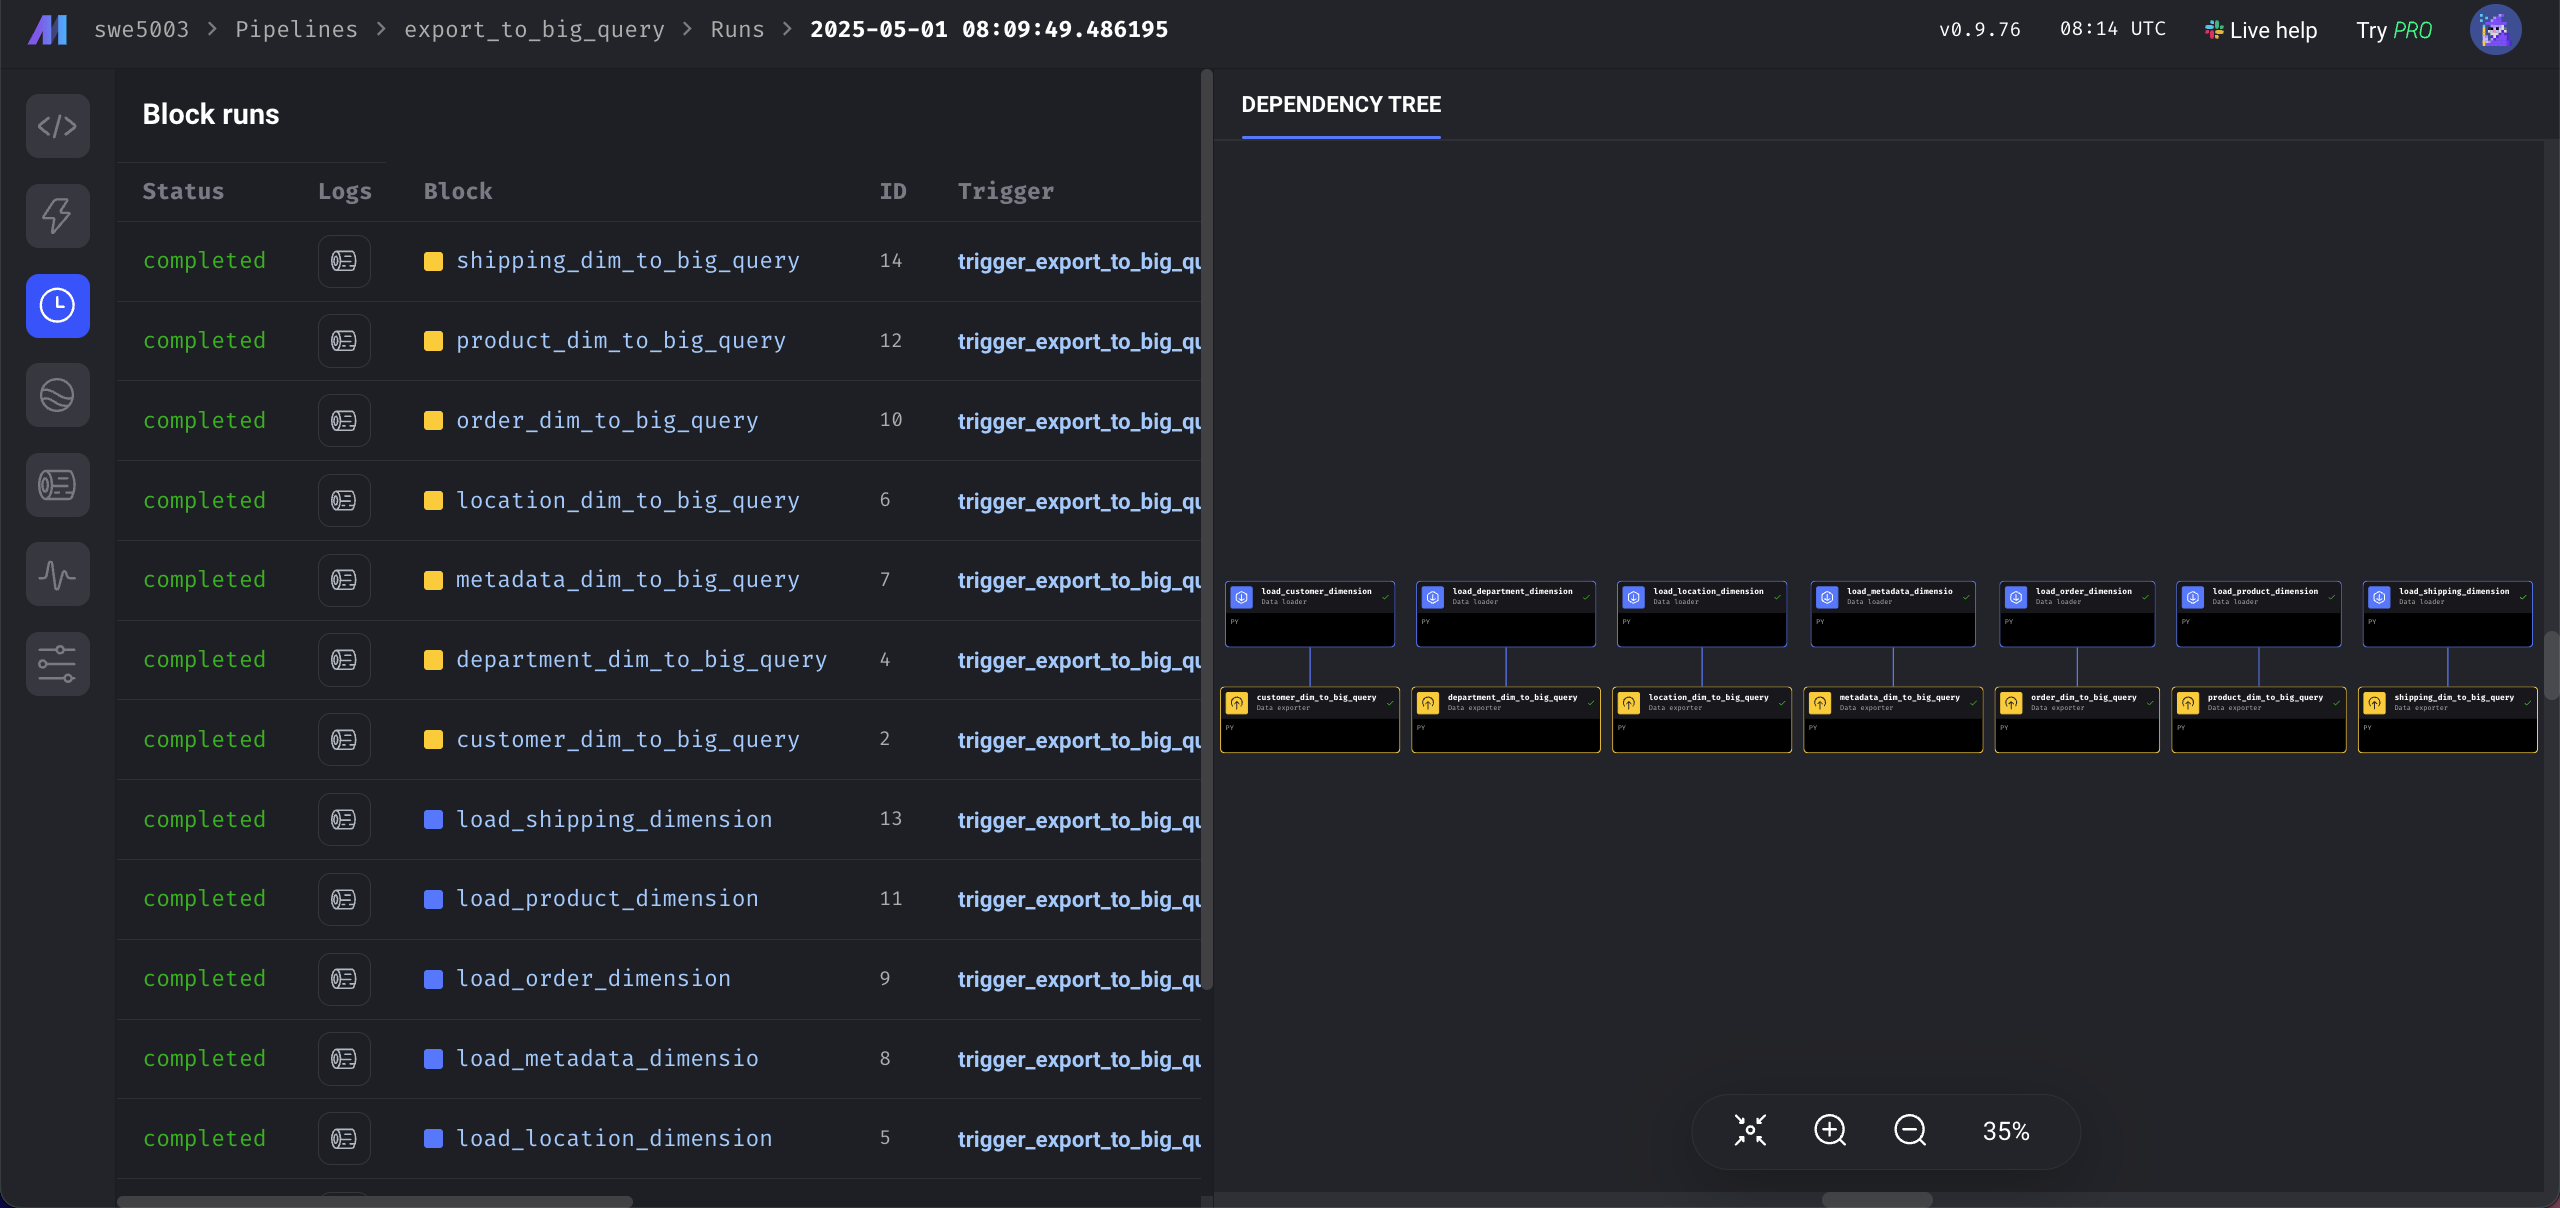 swe5003 > Pipelines > export_to_big_query > Runs > 2025-05-01 08:09:49.486195
v0.9.76
08:14 UTC
Live help
Try PRO
Block runs
Status Logs Block ID Trigger
completed shipping_dim_to_big_query 14 trigger_export_to_big_qu
completed product_dim_to_big_query 12 trigger_export_to_big_qu
completed order_dim_to_big_query 10 trigger_export_to_big_qu
completed location_dim_to_big_query 6 trigger_export_to_big_qu
completed metadata_dim_to_big_query 7 trigger_export_to_big_qu
completed department_dim_to_big_query 4 trigger_export_to_big_qu
completed customer_dim_to_big_query 2 trigger_export_to_big_qu
completed load_shipping_dimension 13 trigger_export_to_big_qu
completed load_product_dimension 11 trigger_export_to_big_qu
completed load_order_dimension 9 trigger_export_to_big_qu
completed load_metadata_dimensio 8 trigger_export_to_big_qu
completed load_location_dimension 5 trigger_export_to_big_qu
DEPENDENCY TREE
load_customer_dimension
Data loader
PY
load_department_dimension
Data loader
PY
load_location_dimension
Data loader
PY
load_metadata_dimensio
Data loader
PY
load_order_dimension
Data loader
PY
load_product_dimension
Data loader
PY
load_shipping_dimension
Data loader
PY
customer_dim_to_big_query
Data exporter
PY
department_dim_to_big_query
Data exporter
PY
location_dim_to_big_query
Data exporter
PY
metadata_dim_to_big_query
Data exporter
PY
order_dim_to_big_query
Data exporter
PY
product_dim_to_big_query
Data exporter
PY
shipping_dim_to_big_query
Data exporter
PY
35%